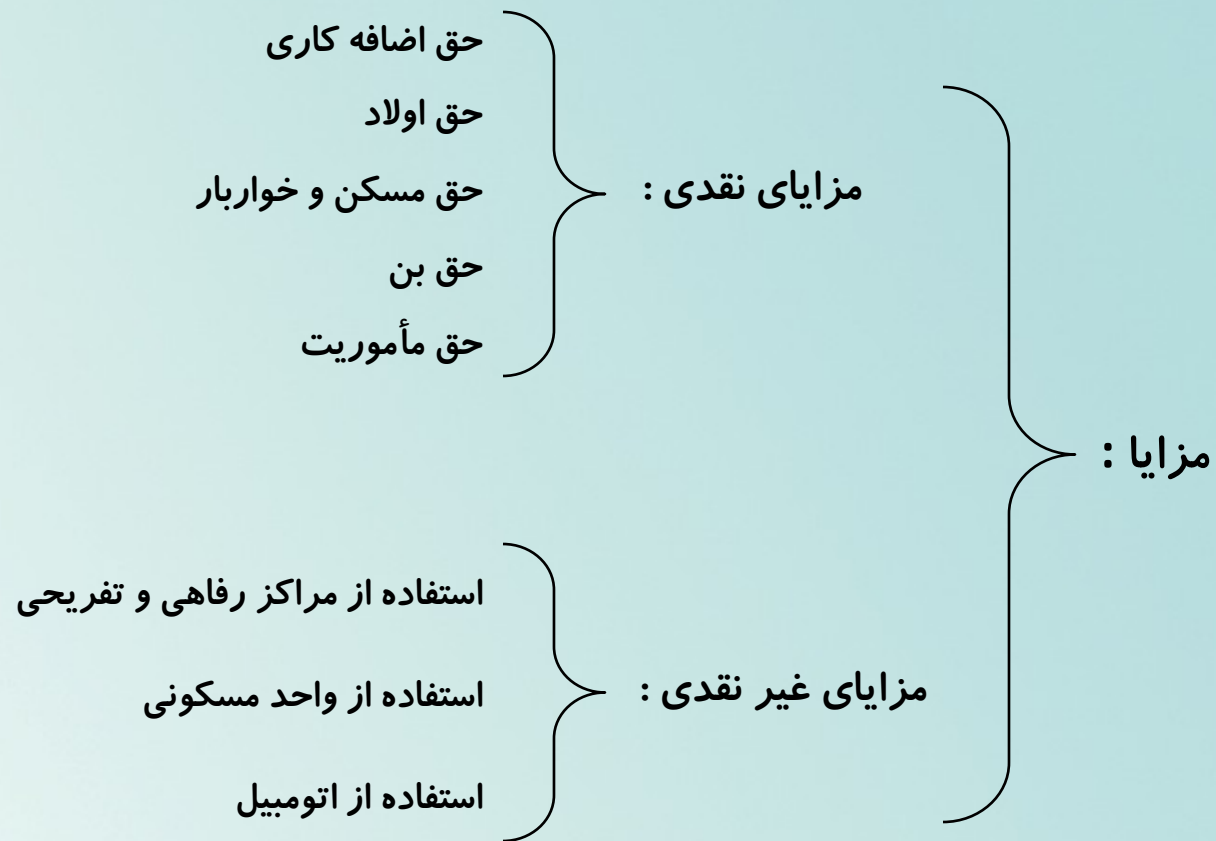 مزایا :
مزایای نقدی :
حق اضافه کاری
حق اولاد
حق مسکن و خواربار
حق بن
حق مأموریت
مزایای غیر نقدی :
استفاده از مراکز رفاهی و تفریحی
استفاده از واحد مسکونی
استفاده از اتومبیل